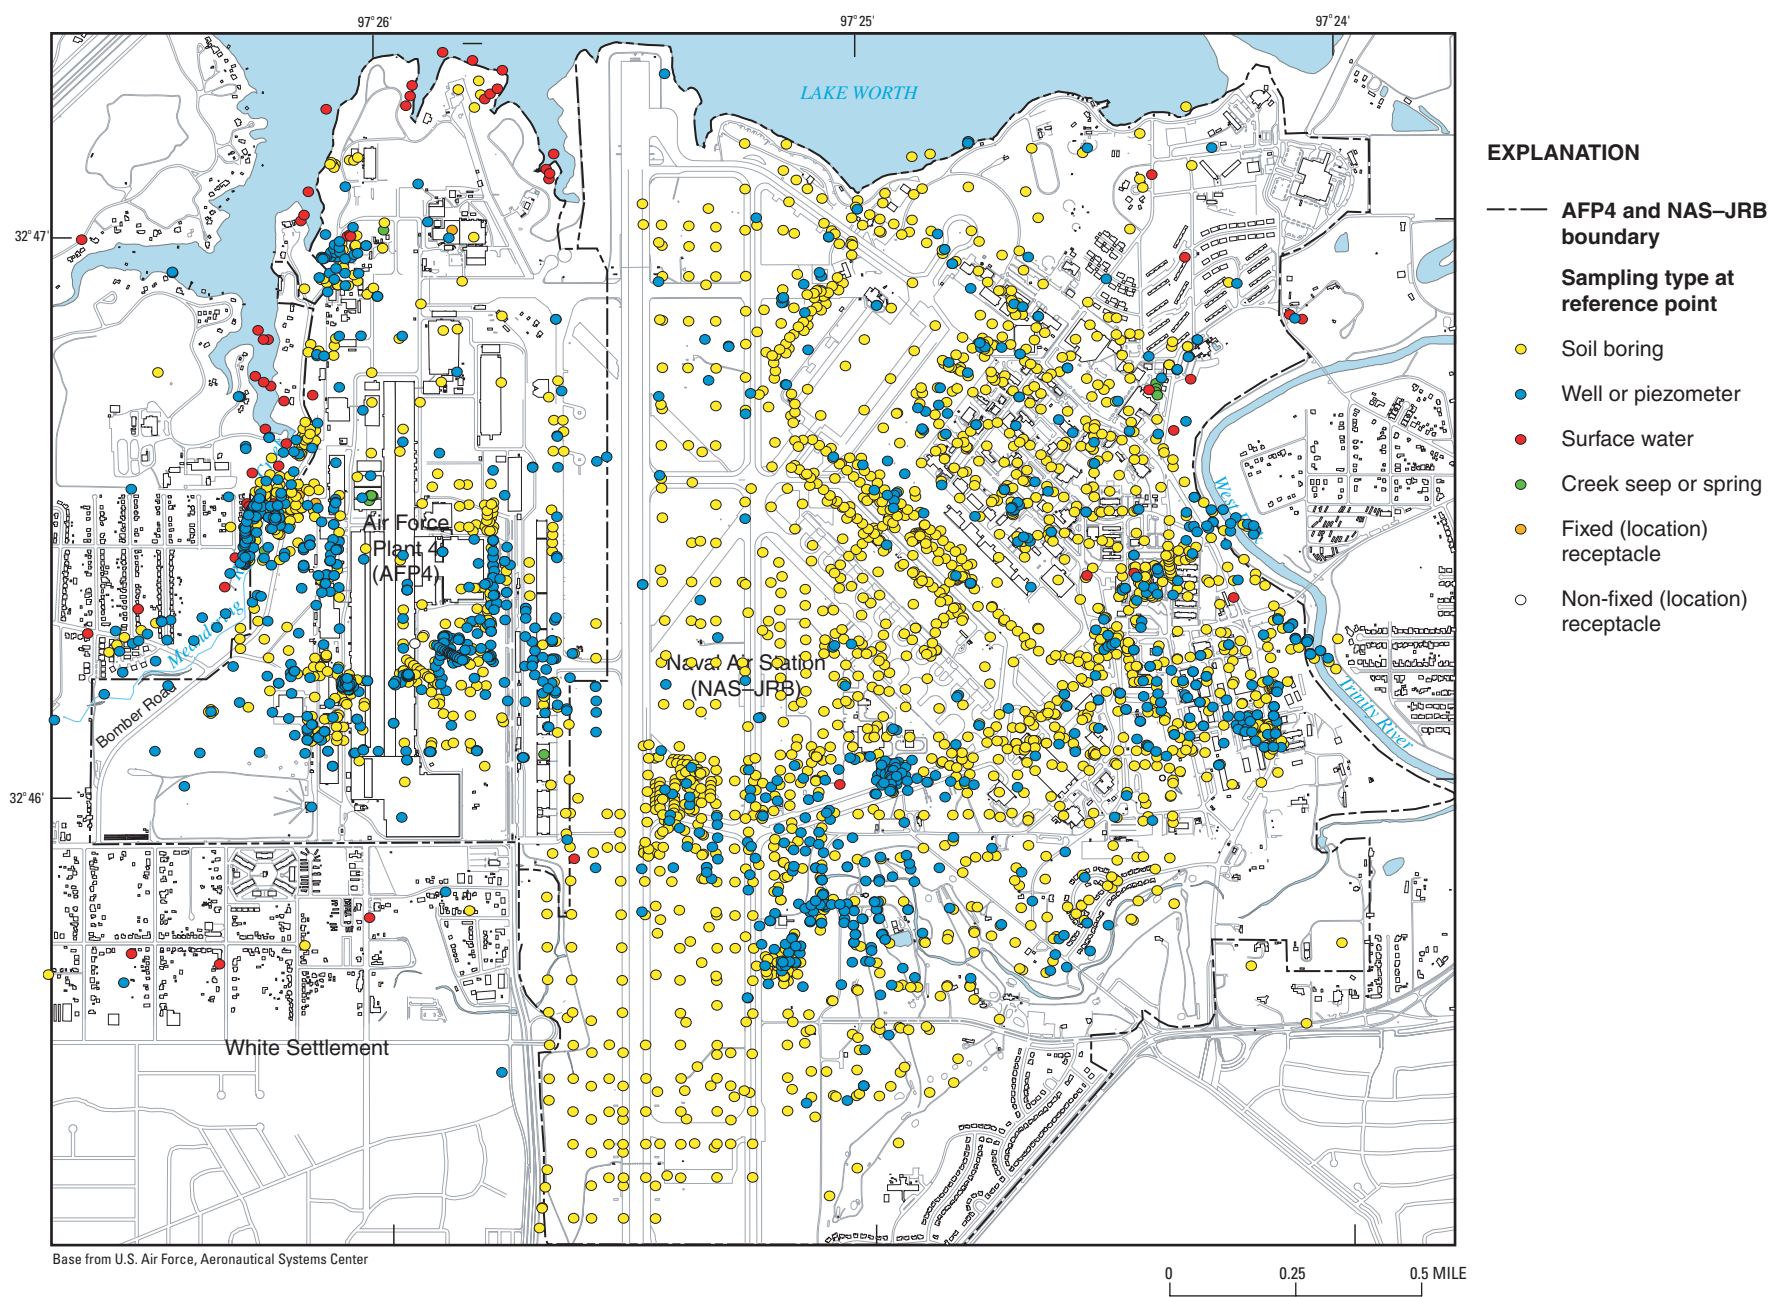 97°26'
97°25'
97°24'
LAKE WORTH
32°47'
Air Force
Plant 4
(AFP4)
West
Meandering
Naval Air Station
(NAS–JRB)
Bomber Road
Trinity River
32°46'
White Settlement
Base from U.S. Air Force, Aeronautical Systems Center
0
0.25
0.5 MILE
EXPLANATION
AFP4 and NAS–JRB
boundary
Sampling type at
reference point
Soil boring
Well or piezometer
Surface water
Creek seep or spring
Fixed (location)
receptacle
Non-fixed (location)
receptacle